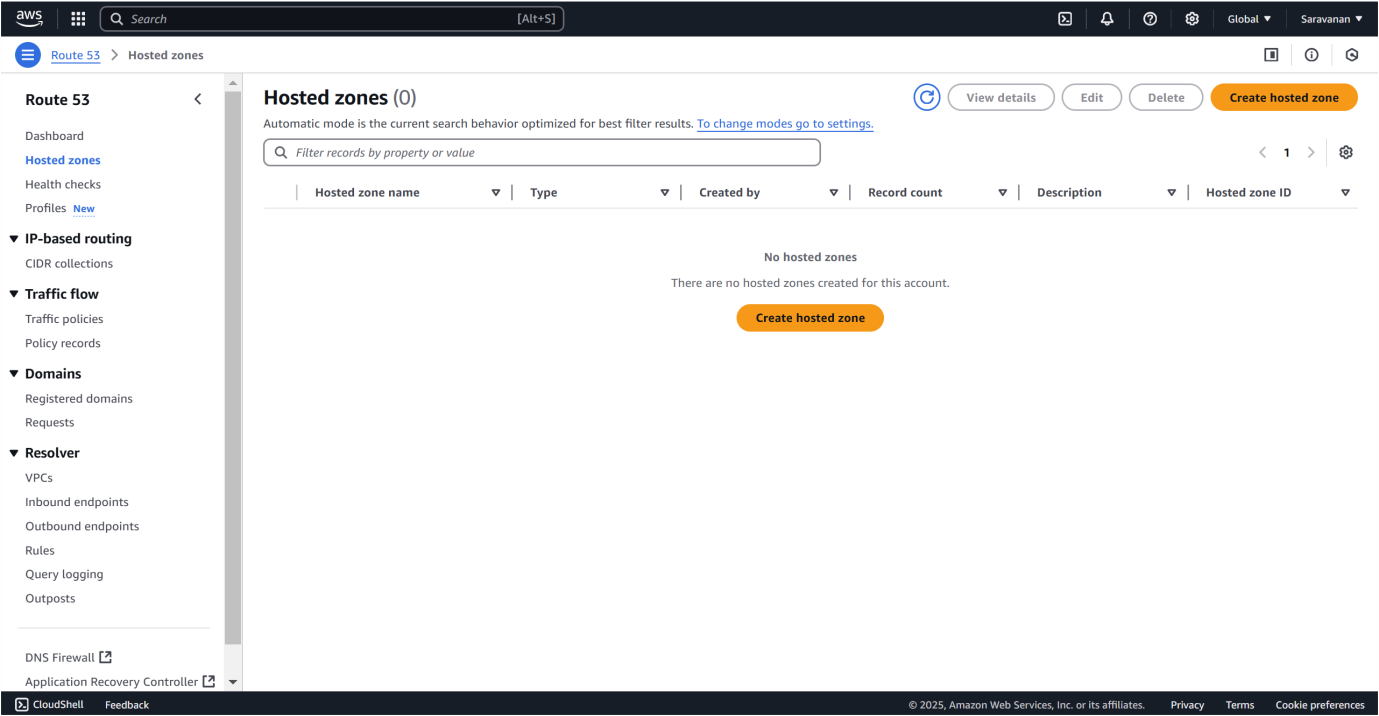 aws Search [Alt+S] Global Saravanan
Route 53 Hosted zones
Route 53
Dashboard
Hosted zones
Health checks
Profiles New
IP-based routing
CIDR collections
Traffic flow
Traffic policies
Policy records
Domains
Registered domains
Requests
Resolver
VPCs
Inbound endpoints
Outbound endpoints
Rules
Query logging
Outposts
DNS Firewall
Application Recovery Controller
Hosted zones (0) View details Edit Delete Create hosted zone
Automatic mode is the current search behavior optimized for best filter results. To change modes go to settings.
Filter records by property or value 1
Hosted zone name Type Created by Record count Description Hosted zone ID
No hosted zones
There are no hosted zones created for this account.
Create hosted zone
CloudShell Feedback © 2025, Amazon Web Services, Inc. or its affiliates. Privacy Terms Cookie preferences